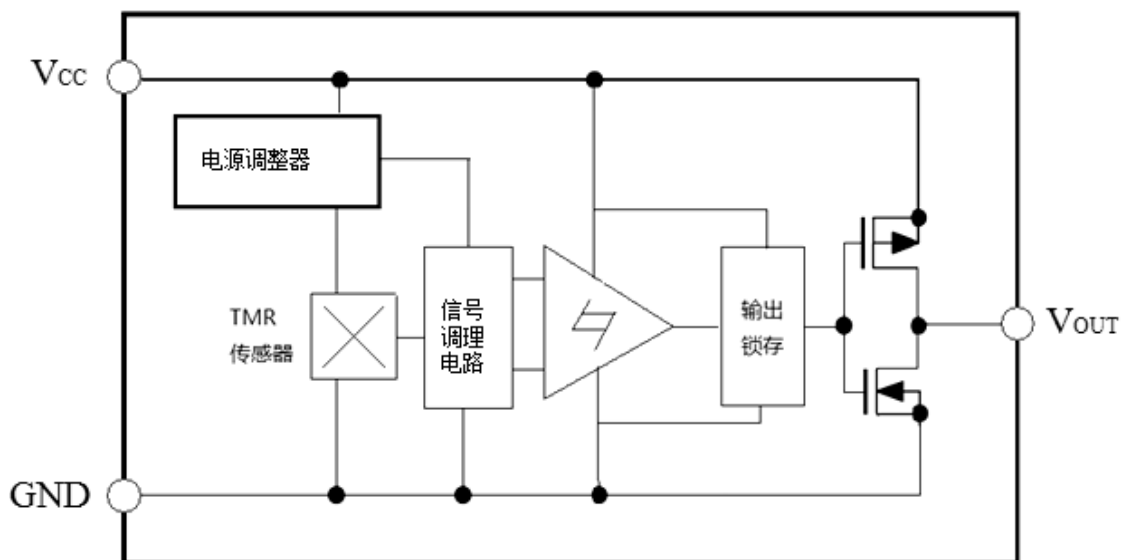 VCC
电源调整器
TMR
传感器
信号
调理
电路
输出
锁存
VOUT
GND